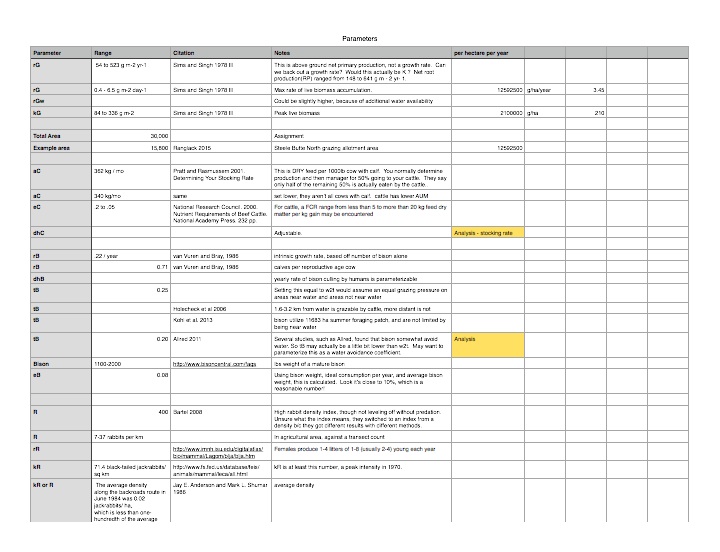 Parameters
Parameter Range Citation Notes per hectare per year
rG 54 to 523 g m-2 yr-1 Sims and Singh 1978 III This is above ground net primary production, not a growth rate. Can
we back out a growth rate? Would this actually be K ? Net root
production(RP) ranged from 148 to 641 g m - 2 yr- 1.
rG 0.4 - 6.5 g m-2 day-1 Sims and Singh 1978 III Max rate of live biomass accumulation. 12592500 g/ha/year 3.45
rGw Could be slightly higher, because of additional water availability
kG 84 to 336 g m-2 Sims and Singh 1978 III Peak live biomass 2100000 g/ha 210
Total Area 30,000 Assignment
Example area 15,800 Rangjack 2015 Steele Butte North grazing allotment area 12592500
aC 362 kg / mo Pratt and Rasmussen 2001. This is DRY feed per 1000lb cow with calf. You normally determine
Determining Your Stocking Rate production and then manager for 50% going to your cattle. They say
only half of the remaining 50% is actually eaten by the cattle.
aC 340 kg/mo same set lower, they aren't all cows with calf. cattle has lower AUM
eC .2 to .05 National Research Council. 2000. For cattle, a FCR range from less than 5 to more than 20 kg feed dry
Nutrient Requirements of Beef Cattle. matter per kg gain may be encountered
National Academy Press. 232 pp.
dhC Adjustable. Analysis - stocking rate
rB .22 / year van Vuren and Bray, 1986 intrinsic growth rate, based off number of bison alone
rB 0.71 van Vuren and Bray, 1986 calves per reproductive age cow
dhB yearly rate of bison culling by humans is parameterizable
tB 0.25 Setting this equal to w2t would assume an equal grazing pressure on
areas near water and areas not near water
tB Holecheck et al 2006 1.6-3.2 km from water is grazable by cattle, more distant is not
tB Kohl et al. 2013 bison utilize 11683 ha summer foraging patch, and are not limited by
being near water
tB 0.20 Allred 2011 Several studies, such as Allred, found that bison somewhat avoid Analysis
water. So tB may actually be a little bit lower than w2t. May want to
parameterize this as a water avoidance coefficient.
Bison 1100-2000 http://www.bisoncentral.com/faqs lbs weight of a mature bison
eB 0.08 Using bison weight, ideal consumption per year, and average bison
weight, this is calculated. Look it's close to 10%, which is a
reasonable number!
R 400 Bartel 2008 High rabbit density index, though not leveling off without predation.
Unsure what the index means, they switched to an index from a
density b/c they got different results with different methods.
R 7-37 rabbits per km In agricultural area, against a transect count
rR Females produce 1-4 litters of 1-8 (usually 2-4) young each year
bio/mammal/Lagom/blja/blja.htm
kR 71.4 black-tailed jackrabbits/ http://www.fs.fed.us/database/feis/ kR is at least this number, a peak intensity in 1970.
sq km animals/mammal/leca/all.html
kR or R The average density Jay E. Anderson and Mark L. Shumar average density
along the backroads route in 1986
June 1984 was 0.02
jackrabbits/ ha,
which is less than one-
hundredth of the average